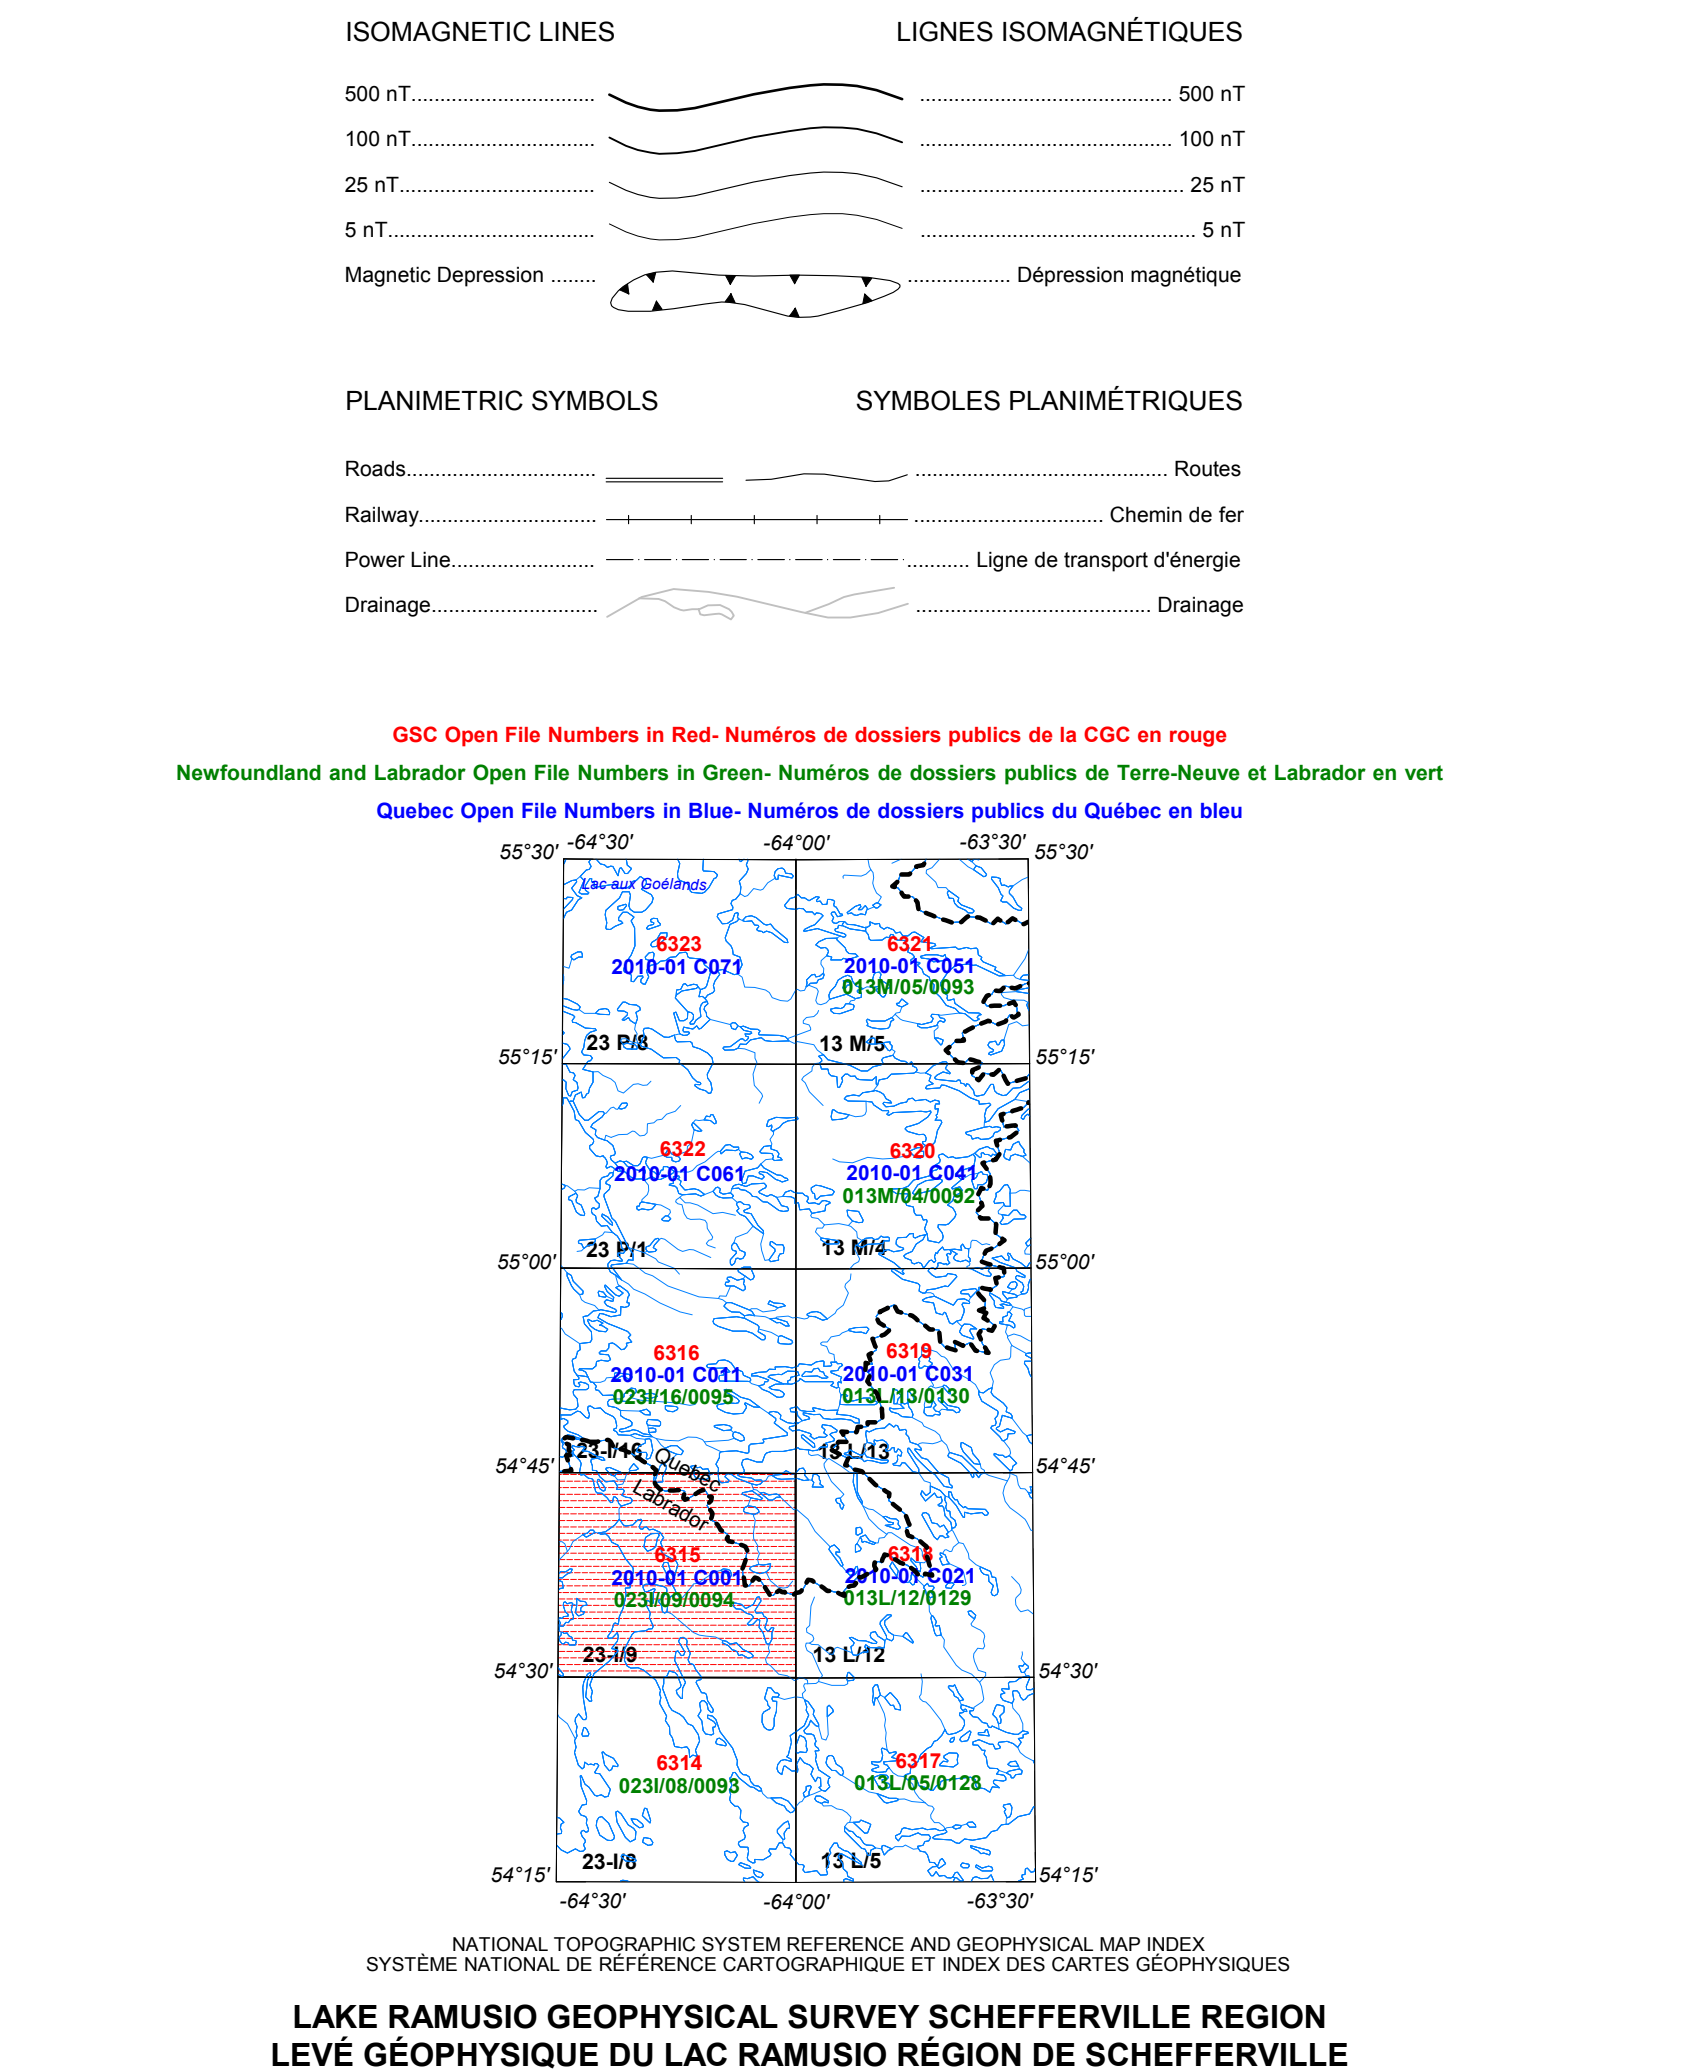 ISOMAGNETIC LINES LIGNES ISOMAGNÉTIQUES
500 nT................................ ............................................ 500 nT
100 nT................................ ............................................ 100 nT
25 nT.................................. .............................................. 25 nT
5 nT.................................... ................................................ 5 nT
Magnetic Depression ........ .................. Dépression magnétique
PLANIMETRIC SYMBOLS SYMBOLES PLANIMÉTRIQUES
Roads................................. ............................................ Routes
Railway............................... ................................. Chemin de fer
Power Line......................... ........... Ligne de transport d'énergie
Drainage............................. ......................................... Drainage
GSC Open File Numbers in Red- Numéros de dossiers publics de la CGC en rouge
Newfoundland and Labrador Open File Numbers in Green- Numéros de dossiers publics de Terre-Neuve et Labrador en vert
Quebec Open File Numbers in Blue- Numéros de dossiers publics du Québec en bleu
-64°30' -64°00' -63°30'
55°30' 55°30'
Lac aux Goélands
6323 6321
2010-01 C071 2010-01 C051
013M/05/0093
23 P/8 13 M/5
55°15' 55°15'
6322 6320
2010-01 C061 2010-01 C041
013M/04/0092
23 P/1 13 M/4
55°00' 55°00'
6316 6319
2010-01 C011 2010-01 C031
023I/16/0095 013L/13/0130
23-I/16 13 L/13
Quebec
54°45' 54°45'
Labrador
6315 6318
2010-01 C001 2010-01 C021
023I/09/0094 013L/12/0129
23-I/9 13 L/12
54°30' 54°30'
6314 6317
023I/08/0093 013L/05/0128
23-I/8 13 L/5
54°15' 54°15'
-64°30' -64°00' -63°30'
NATIONAL TOPOGRAPHIC SYSTEM REFERENCE AND GEOPHYSICAL MAP INDEX
SYSTÈME NATIONAL DE RÉFÉRENCE CARTOGRAPHIQUE ET INDEX DES CARTES GÉOPHYSIQUES
LAKE RAMUSIO GEOPHYSICAL SURVEY SCHEFFERVILLE REGION
LEVÉ GÉOPHYSIQUE DU LAC RAMUSIO RÉGION DE SCHEFFERVILLE